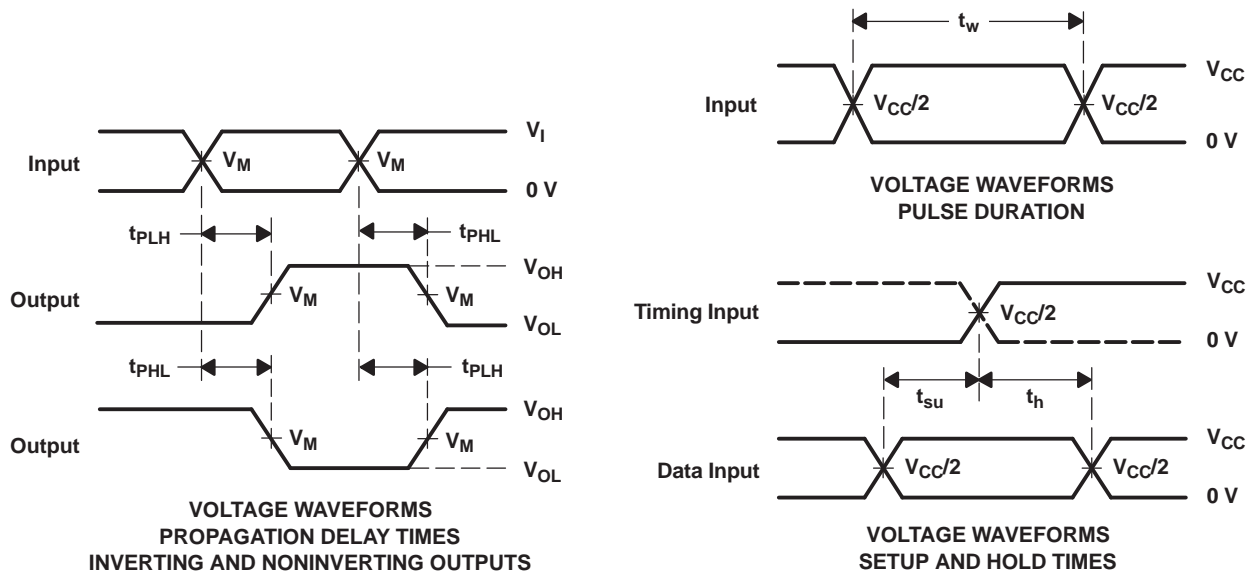 Input
V_M
V_M
V_I
0 V
t_PLH
t_PHL
Output
V_M
V_M
V_OH
V_OL
t_PHL
t_PLH
Output
V_M
V_M
V_OH
V_OL
VOLTAGE WAVEFORMS
PROPAGATION DELAY TIMES
INVERTING AND NONINVERTING OUTPUTS
t_w
Input
V_CC/2
V_CC/2
V_CC
0 V
VOLTAGE WAVEFORMS
PULSE DURATION
Timing Input
V_CC/2
V_CC
0 V
t_su
t_h
Data Input
V_CC/2
V_CC/2
V_CC
0 V
VOLTAGE WAVEFORMS
SETUP AND HOLD TIMES